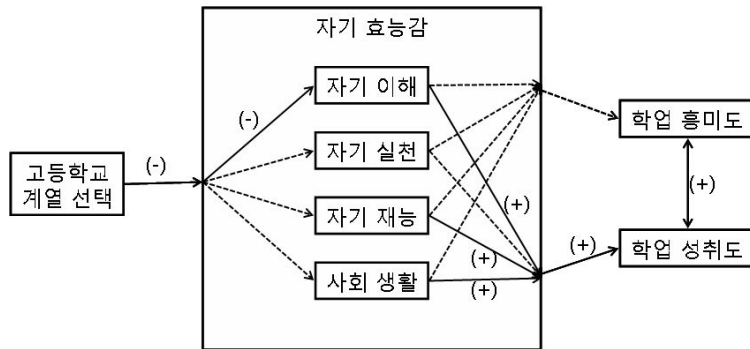 자기 효능감
자기 이해
(-)
학업 흥미도
자기 실천
(-)
고등학교
계열 선택
(+)
자기 재능
(+)
(+)
(+)
학업 성취도
사회 생활
(+)